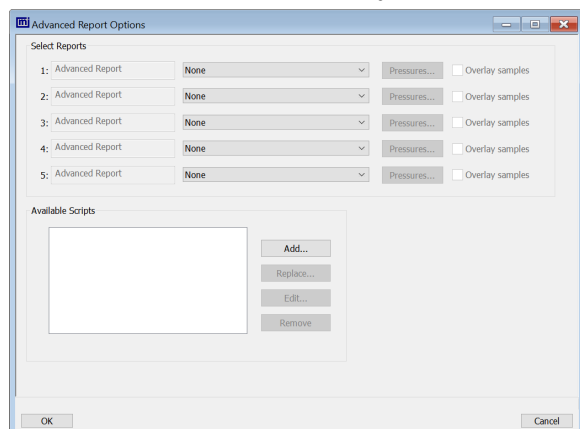 Advanced Report Options
Select Reports
1: Advanced Report None Pressures... Overlay samples
2: Advanced Report None Pressures... Overlay samples
3: Advanced Report None Pressures... Overlay samples
4: Advanced Report None Pressures... Overlay samples
5: Advanced Report None Pressures... Overlay samples
Available Scripts
Add...
Replace...
Edit...
Remove
OK Cancel